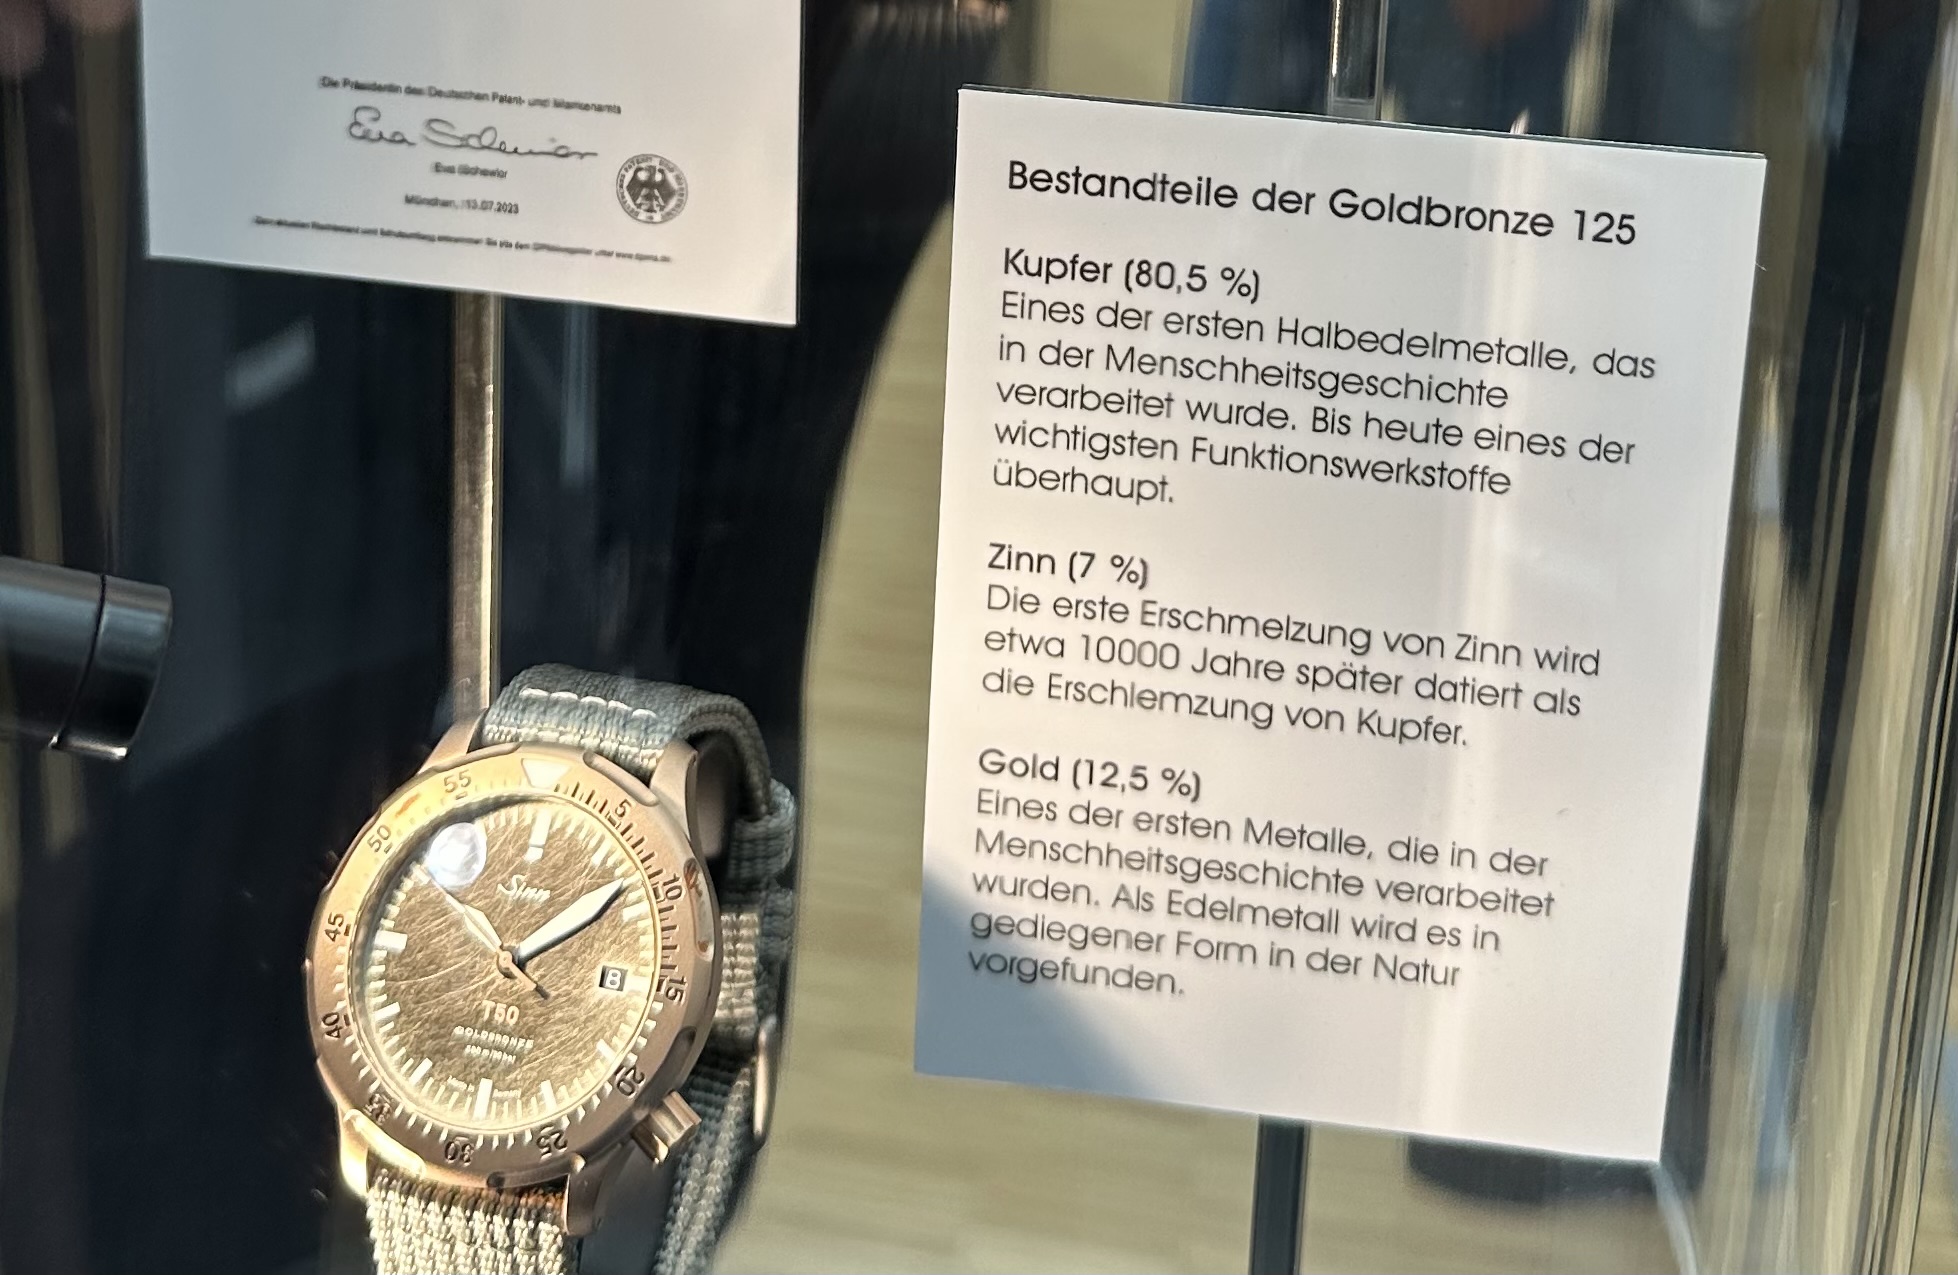 Die Präsidentin des Deutschen Patent- und Markenamts
Eva Schewior
Eva Schewior
München, 13.07.2023
Bestandteile der Goldbronze 125
Kupfer (80,5 %)
Eines der ersten Halbedelmetalle, das
in der Menschheitsgeschichte
verarbeitet wurde. Bis heute eines der
wichtigsten Funktionswerkstoffe
überhaupt.
Zinn (7 %)
Die erste Erschmelzung von Zinn wird
etwa 10000 Jahre später datiert als
die Erschlemzung von Kupfer.
Gold (12,5 %)
Eines der ersten Metalle, die in der
Menschheitsgeschichte verarbeitet
wurden. Als Edelmetall wird es in
gediegener Form in der Natur
vorgefunden.
55
5
50
10
45
15
40
20
35
25
30
Sinn
8
T50
GOLDBRONZE